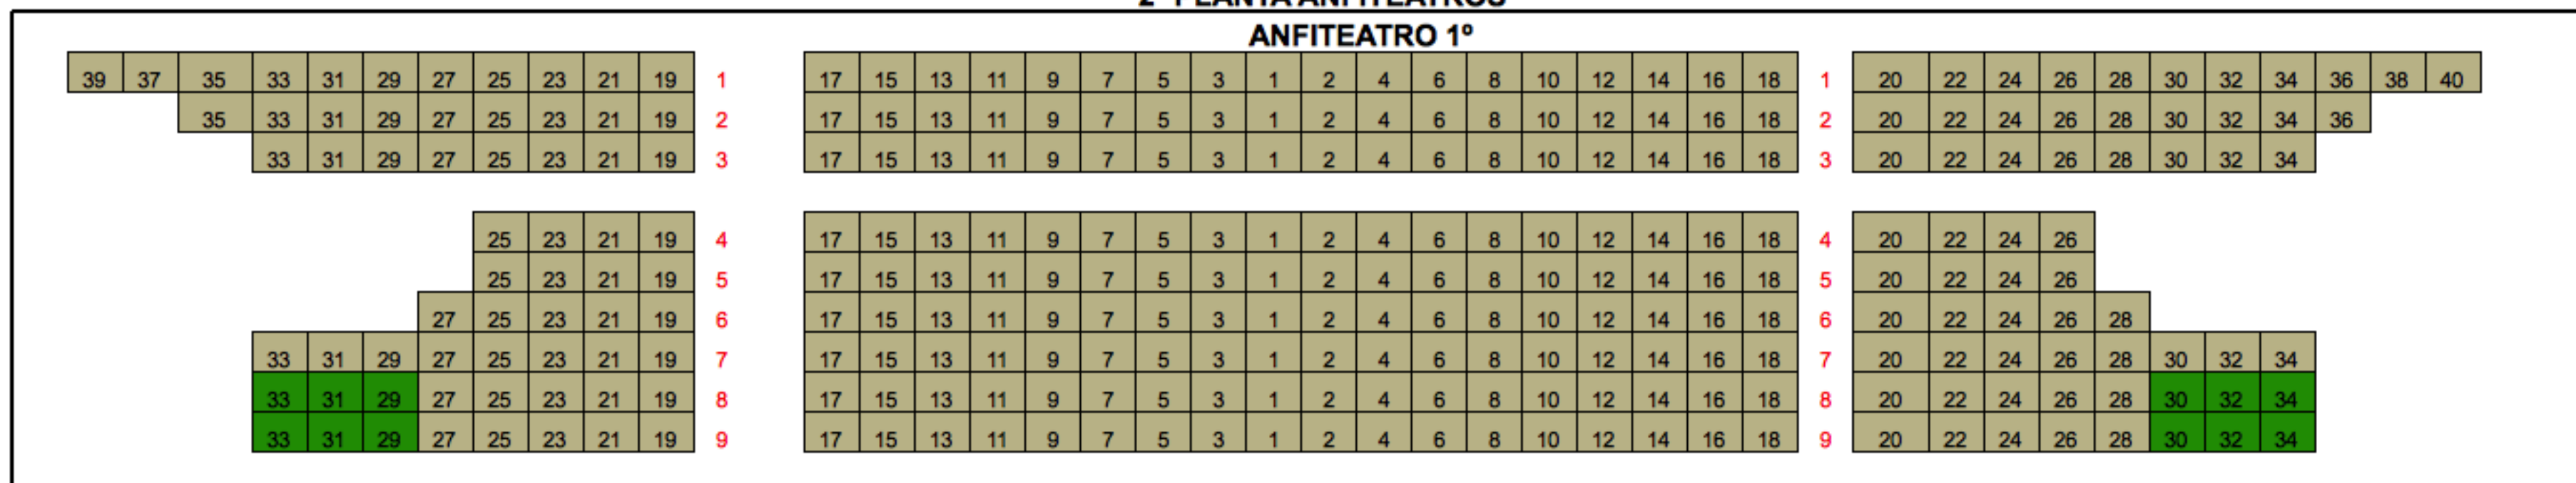 2ª PLANTA ANFITEATROS
ANFITEATRO 1º
39 37 35 33 31 29 27 25 23 21 19 1 17 15 13 11 9 7 5 3 1 2 4 6 8 10 12 14 16 18 1 20 22 24 26 28 30 32 34 36 38 40
35 33 31 29 27 25 23 21 19 2 17 15 13 11 9 7 5 3 1 2 4 6 8 10 12 14 16 18 2 20 22 24 26 28 30 32 34 36
33 31 29 27 25 23 21 19 3 17 15 13 11 9 7 5 3 1 2 4 6 8 10 12 14 16 18 3 20 22 24 26 28 30 32 34
25 23 21 19 4 17 15 13 11 9 7 5 3 1 2 4 6 8 10 12 14 16 18 4 20 22 24 26
25 23 21 19 5 17 15 13 11 9 7 5 3 1 2 4 6 8 10 12 14 16 18 5 20 22 24 26
27 25 23 21 19 6 17 15 13 11 9 7 5 3 1 2 4 6 8 10 12 14 16 18 6 20 22 24 26 28
33 31 29 27 25 23 21 19 7 17 15 13 11 9 7 5 3 1 2 4 6 8 10 12 14 16 18 7 20 22 24 26 28 30 32 34
33 31 29 27 25 23 21 19 8 17 15 13 11 9 7 5 3 1 2 4 6 8 10 12 14 16 18 8 20 22 24 26 28 30 32 34
33 31 29 27 25 23 21 19 9 17 15 13 11 9 7 5 3 1 2 4 6 8 10 12 14 16 18 9 20 22 24 26 28 30 32 34